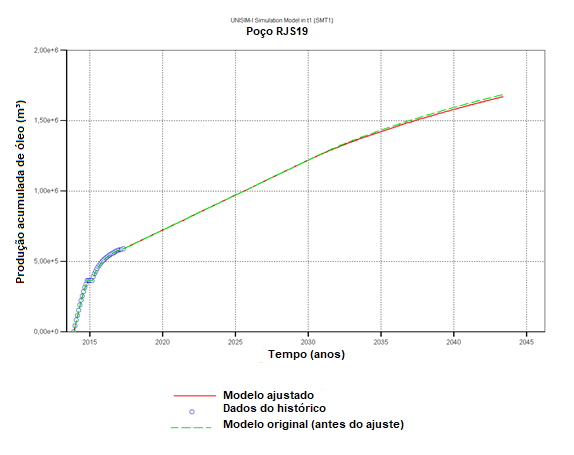 UNISIM-I Simulation Model in t1 (SMT1)
Poço RJS19
Produção acumulada de óleo (m³)
2,00e+6
1,50e+6
1,00e+6
5,00e+5
0,00e+0
2015 2020 2025 2030 2035 2040 2045
Tempo (anos)
Modelo ajustado
Dados do histórico
Modelo original (antes do ajuste)